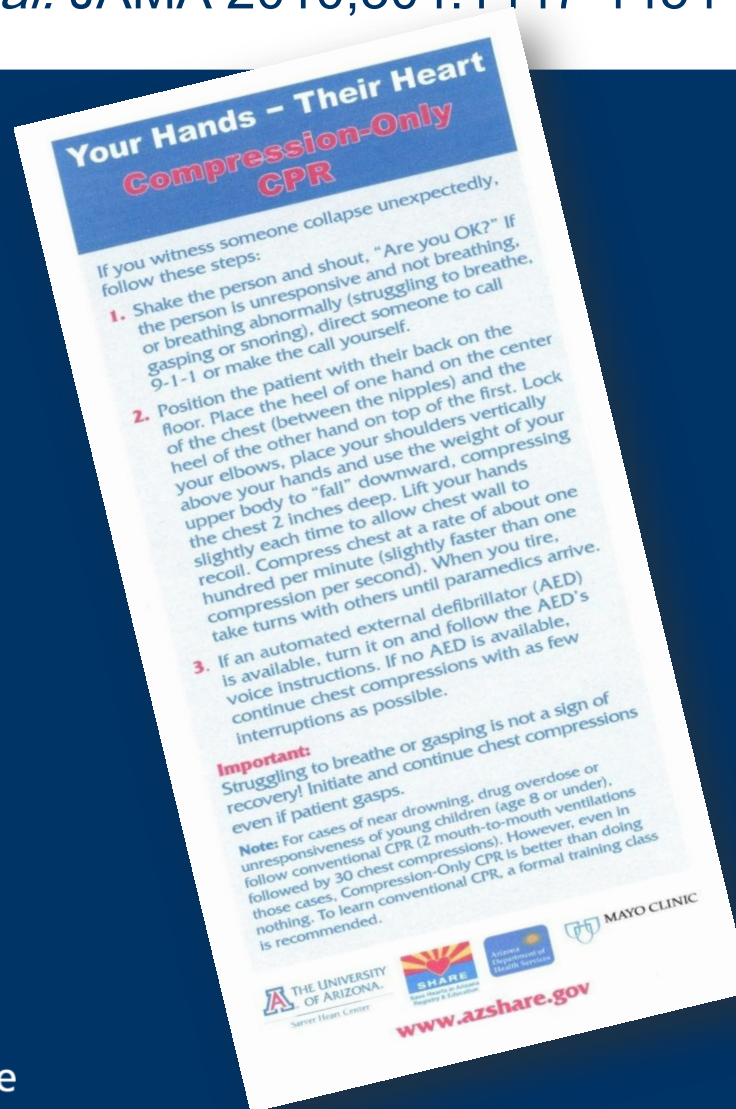 al. JAMA 2010;304:1447-1454
Your Hands – Their Heart
Compression-Only
CPR
If you witness someone collapse unexpectedly,
follow these steps:
1. Shake the person and shout, “Are you OK?” If
the person is unresponsive and not breathing,
or breathing abnormally (struggling to breathe,
gasping or snoring), direct someone to call
9-1-1 or make the call yourself.
2. Position the patient with their back on the
floor. Place the heel of one hand on the center
of the chest (between the nipples) and the
heel of the other hand on top of the first. Lock
your elbows, place your shoulders vertically
above your hands and use the weight of your
upper body to “fall” downward, compressing
the chest 2 inches deep. Lift your hands
slightly each time to allow chest wall to
recoil. Compress chest at a rate of about one
hundred per minute (slightly faster than one
compression per second). When you tire,
take turns with others until paramedics arrive.
3. If an automated external defibrillator (AED)
is available, turn it on and follow the AED’s
voice instructions. If no AED is available,
continue chest compressions with as few
interruptions as possible.
Important:
Struggling to breathe or gasping is not a sign of
recovery! Initiate and continue chest compressions
even if patient gasps.
Note: For cases of near drowning, drug overdose or
unresponsiveness of young children (age 8 or under),
follow conventional CPR (2 mouth-to-mouth ventilations
followed by 30 chest compressions). However, even in
those cases, Compression-Only CPR is better than doing
nothing. To learn conventional CPR, a formal training class
is recommended.
A THE UNIVERSITY
OF ARIZONA.
Sarver Heart Center
SHARE
Save Hearts in Arizona
Registry & Education
Arizona
Department of
Health Services
MAYO CLINIC
www.azshare.gov
e